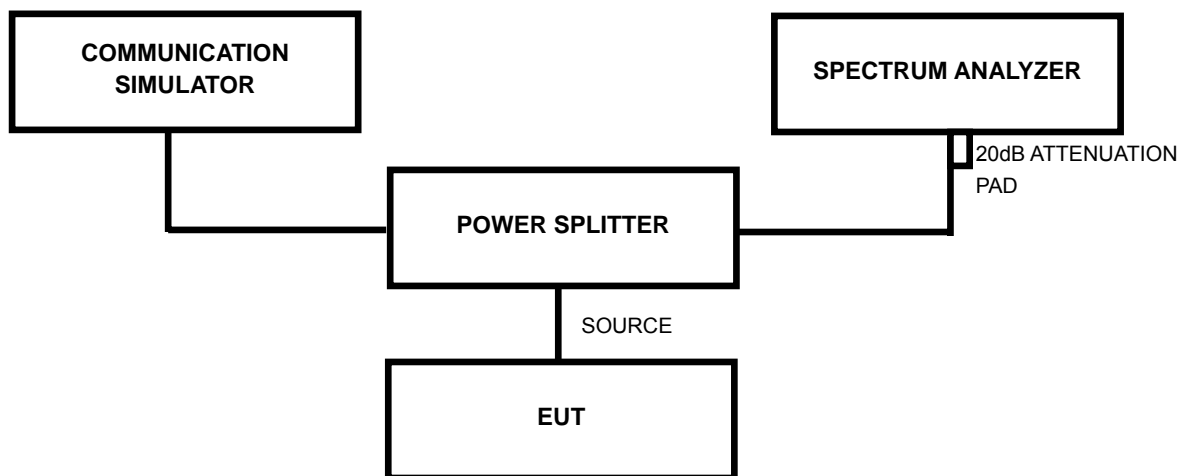 COMMUNICATION
SIMULATOR
SPECTRUM ANALYZER
20dB ATTENUATION
PAD
POWER SPLITTER
SOURCE
EUT